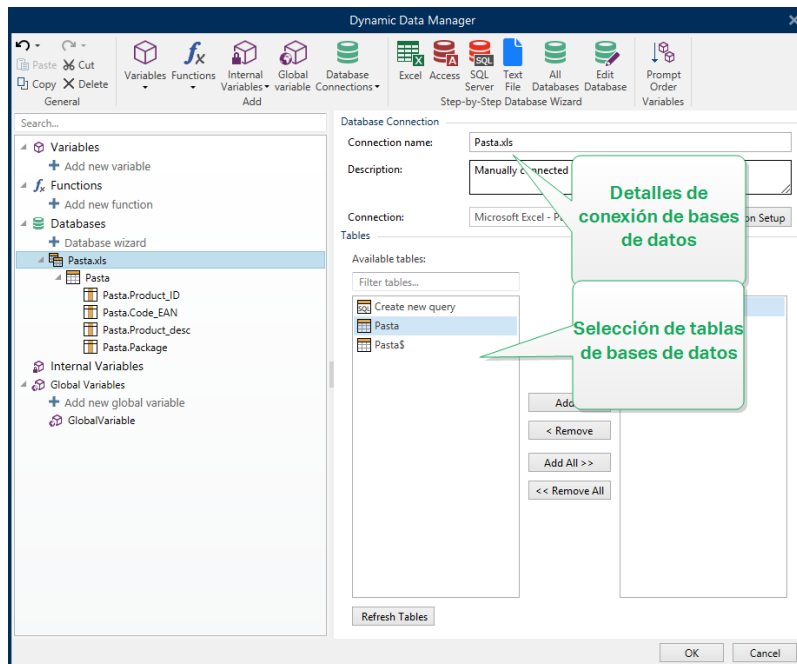 Dynamic Data Manager
Paste
Cut
Copy
Delete
General
Variables
Functions
Internal Variables
Global variable
Database Connections
Add
Excel
Access
SQL Server
Text File
All Databases
Edit Database
Step-by-Step Database Wizard
Prompt Order
Variables
Search...
Variables
Add new variable
Functions
Add new function
Databases
Database wizard
Pasta.xls
Pasta
Pasta.Product_ID
Pasta.Code_EAN
Pasta.Product_desc
Pasta.Package
Internal Variables
Global Variables
Add new global variable
GlobalVariable
Database Connection
Connection name:
Pasta.xls
Description:
Manually connected
Connection:
Microsoft Excel - P
on Setup
Detalles de
conexión de bases
de datos
Tables
Available tables:
Filter tables...
Create new query
Pasta
Pasta$
Selección de tablas
de bases de datos
Add
< Remove
Add All >>
<< Remove All
Refresh Tables
OK
Cancel